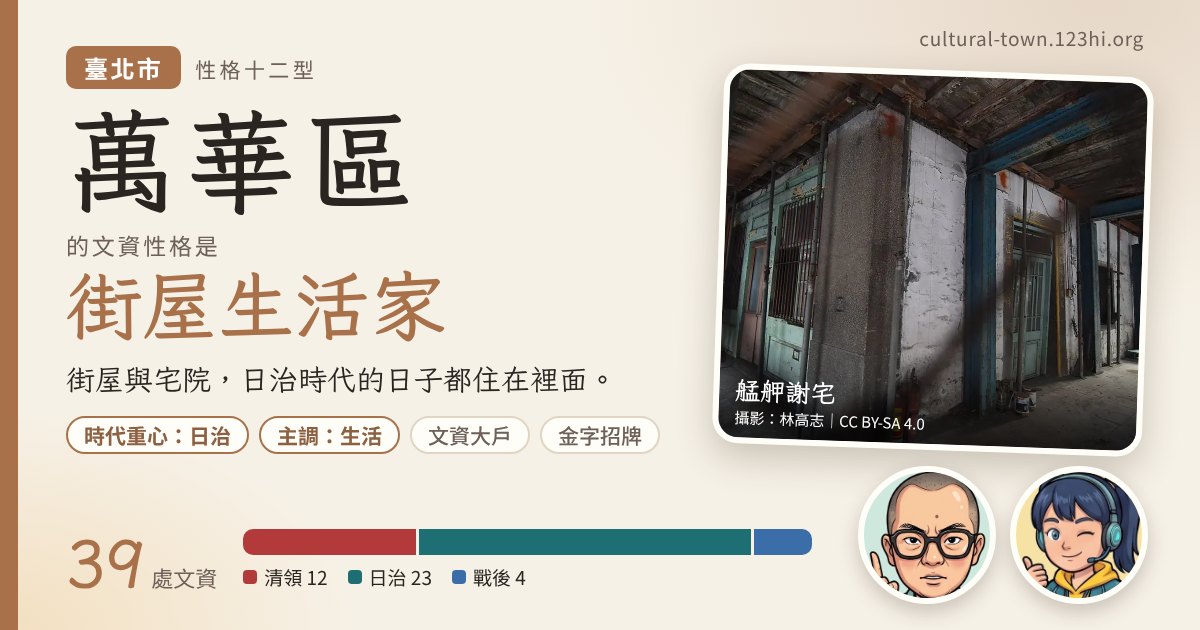 cultural-town.123hi.org
臺北市 性格十二型
萬華區
的文資性格是
街屋生活家
街屋與宅院，日治時代的日子都住在裡面。
時代重心：日治 主調：生活 文資大戶 金字招牌
艋舺謝宅
攝影：林高志｜CC BY-SA 4.0
39 處文資
清領 12 日治 23 戰後 4